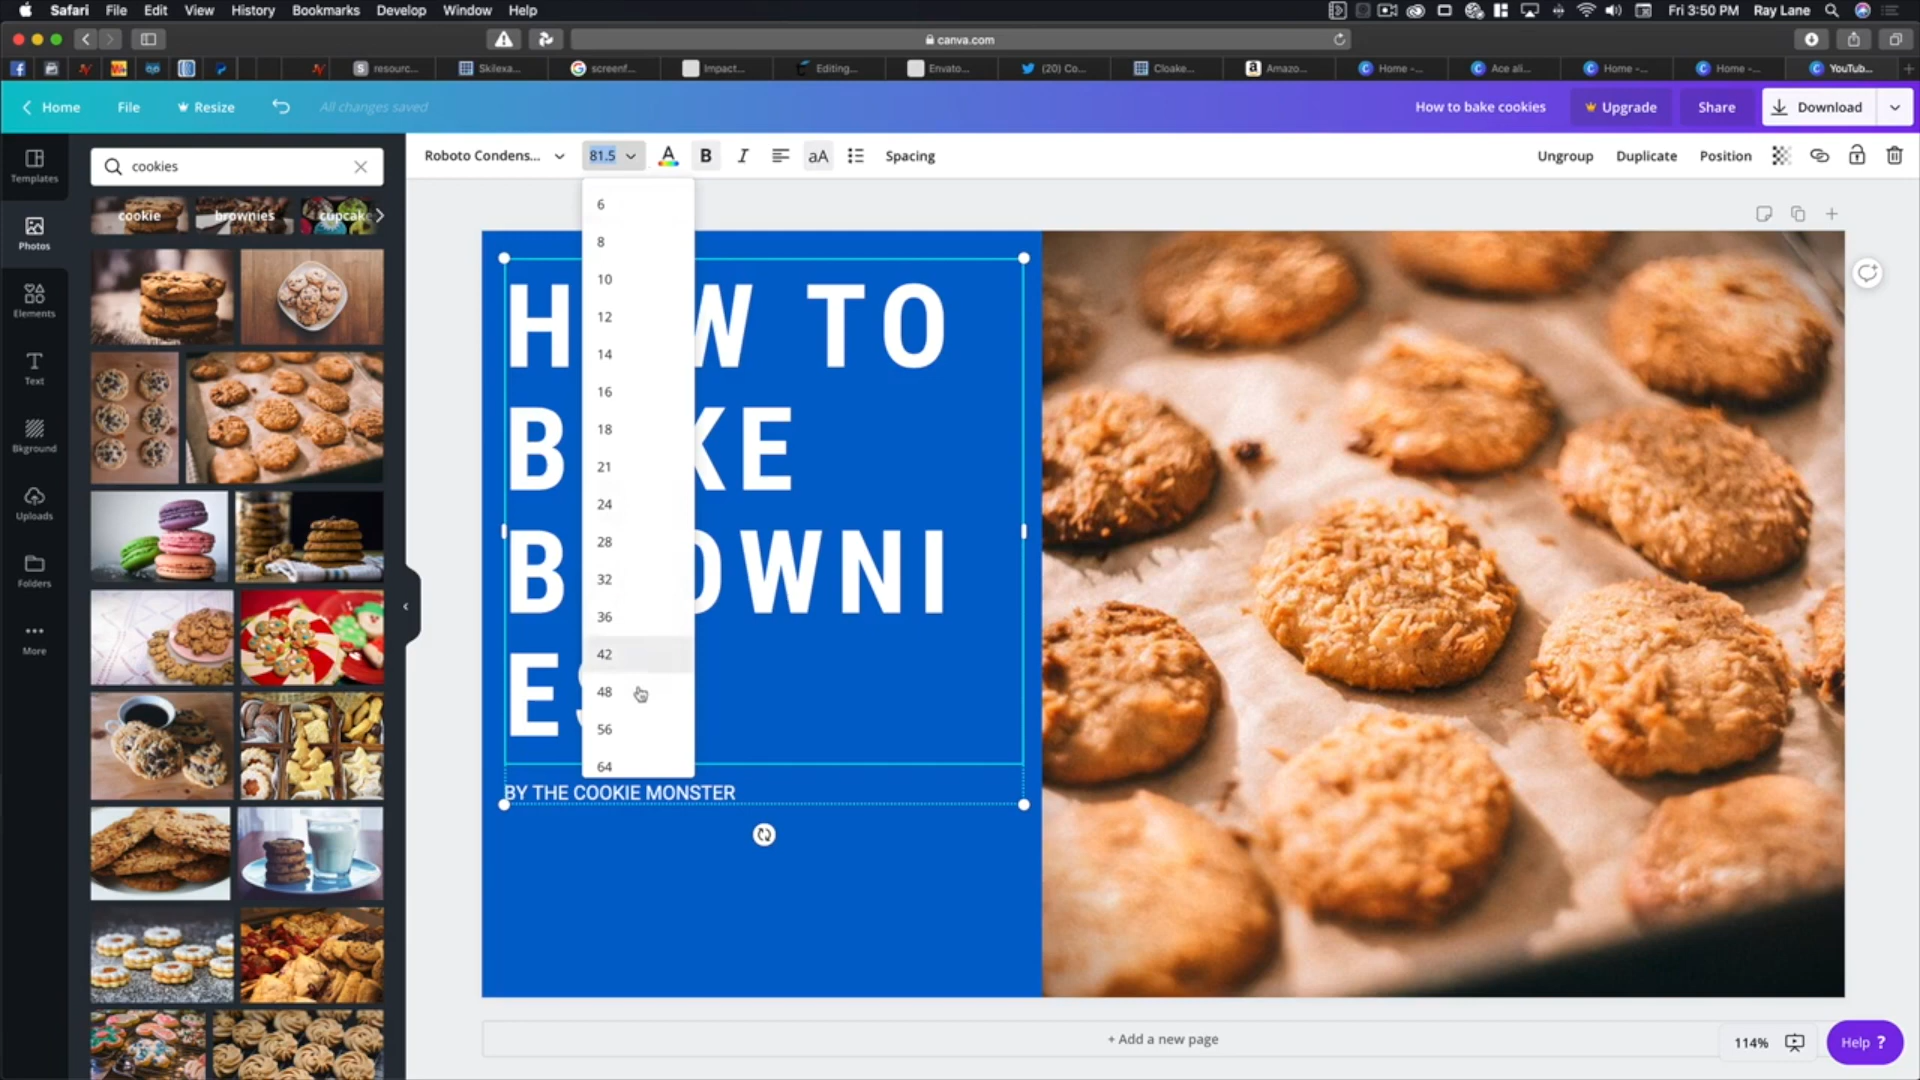 Safari File Edit View History Bookmarks Develop Window Help Fri 3:50 PM Ray Lane
canva.com
resourc... Skilexa... screenf... Impact... Editing... Envato... (20) Co... Cloake... Amazo... Home -... Ace ali... Home -... Home -... YouTub...
Home File Resize All changes saved How to bake cookies Upgrade Share Download
Roboto Condens... 81.5 A B I aA Spacing Ungroup Duplicate Position
Templates
Photos
Elements
Text
Bkground
Uploads
Folders
More
cookies
cookie brownies cupcake
6
8
10
12
14
16
18
21
24
28
32
36
42
48
56
64
H W TO
B KE
B OWNI
ES
BY THE COOKIE MONSTER
+ Add a new page
114% Help ?